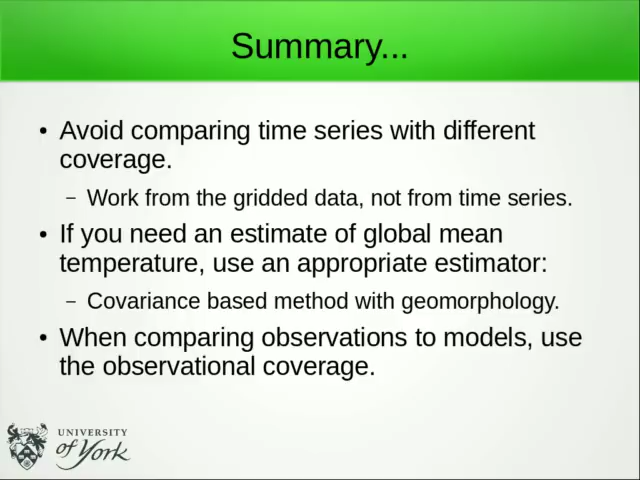 Summary...
• Avoid comparing time series with different
coverage.
– Work from the gridded data, not from time series.
• If you need an estimate of global mean
temperature, use an appropriate estimator:
– Covariance based method with geomorphology.
• When comparing observations to models, use
the observational coverage.
UNIVERSITY
of York